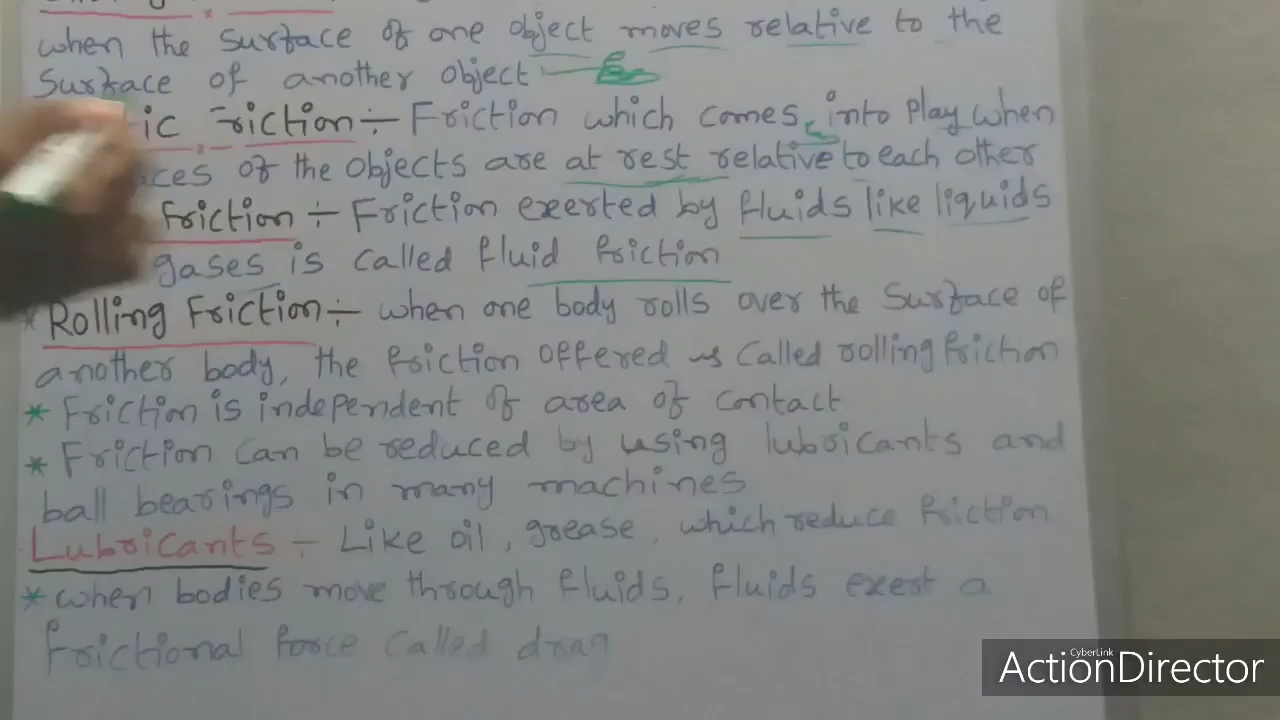 when the surface of one object moves relative to the
surface of another object
Friction ÷ Friction which comes into play when
of the objects are at rest relative to each other
Friction ÷ Friction exerted by fluids like liquids
gases is called fluid friction
* Rolling Friction ÷ when one body rolls over the surface of
another body, the friction offered is called rolling friction
* Friction is independent of area of contact
* Friction can be reduced by using lubricants and
ball bearings in many machines
Lubricants ÷ Like oil, grease, which reduce friction
* when bodies move through fluids, fluids exert a
frictional force called drag
CyberLink
ActionDirector